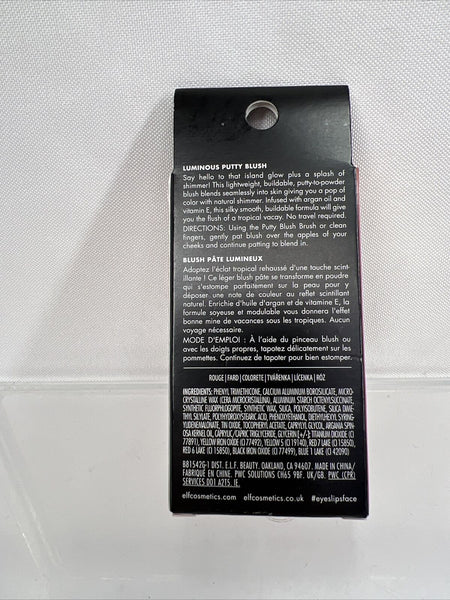 LUMINOUS PUTTY BLUSH
Say hello to that island glow plus a splash of
shimmer! This lightweight, buildable, putty-to-powder
blush blends seamlessly into skin giving you a pop of
color with natural shimmer. Infused with argan oil and
vitamin E, this silky smooth, buildable formula will give
you the flush of a tropical vacay. No travel required.
DIRECTIONS: Using the Putty Blush Brush or clean
fingers, gently pat blush over the apples of your
cheeks and continue patting to blend in.
BLUSH PÂTE LUMINEUX
Adoptez l'éclat tropical rehaussé d'une touche scint-
illante ! Ce léger blush pâte se transforme en poudre
qui s'estompe parfaitement sur la peau pour y
déposer une note de couleur au reflet scintillant
naturel. Enrichie d'huile d'argan et de vitamine E, la
formule soyeuse et modulable vous donnera l'effet
bonne mine de vacances sous les tropiques. Aucun
voyage nécessaire.
MODE D'EMPLOI : À l'aide du pinceau blush ou
avec les doigts propres, tapotez délicatement sur les
pommettes. Continuez de tapoter pour bien estomper.
ROUGE | FARD | COLORETE | TVÁŘENKA | LÍCENKA | RÓŻ
INGREDIENTS: PHENYL TRIMETHICONE, CALCIUM ALUMINUM BOROSILICATE, MICRO-
CRYSTALLINE WAX (CERA MICROCRISTALLINA), ALUMINUM STARCH OCTENYLSUCCINATE,
SYNTHETIC FLUORPHLOGOPITE, SYNTHETIC WAX, SILICA, POLYISOBUTENE, SILICA DIME-
THYL SILYLATE, POLYHYDROXYSTEARIC ACID, PHENOXYETHANOL, DIETHYLHEXYL SYRING-
YLIDENEMALONATE, TIN OXIDE, TOCOPHERYL ACETATE, CAPRYLYL GLYCOL, ARGANIA SPIN-
OSA KERNEL OIL, CAPRYLIC/CAPRIC TRIGLYCERIDE, GLYCERIN [+/-: TITANIUM DIOXIDE (CI
77891), YELLOW IRON OXIDE (CI 77492), YELLOW 5 (CI 19140), RED 7 LAKE (CI 15850),
RED 6 LAKE (CI 15850), BLACK IRON OXIDE (CI 77499), BLUE 1 LAKE (CI 42090)
BB1542G-1 DIST. E.L.F. BEAUTY. OAKLAND, CA 94607. MADE IN CHINA/
FABRIQUÉ EN CHINE. PWC SOLUTIONS CH65 9BF. UK/GB. PWC (CPR)
SERVICES.D01 A2T5 .IE.
elfcosmetics.com • elfcosmetics.co.uk • #eyeslipsface